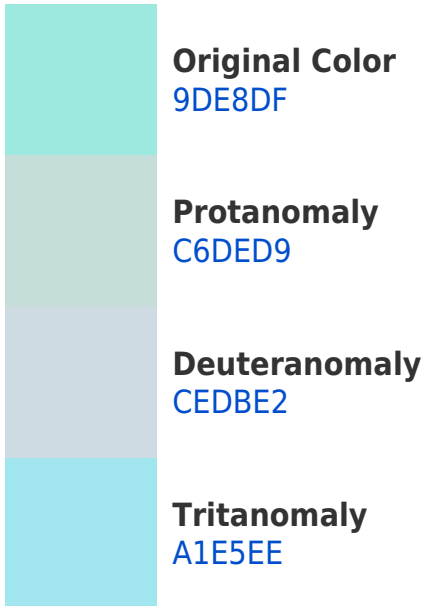 Original Color
9DE8DF
Protanomaly
C6DED9
Deuteranomaly
CEDBE2
Tritanomaly
A1E5EE